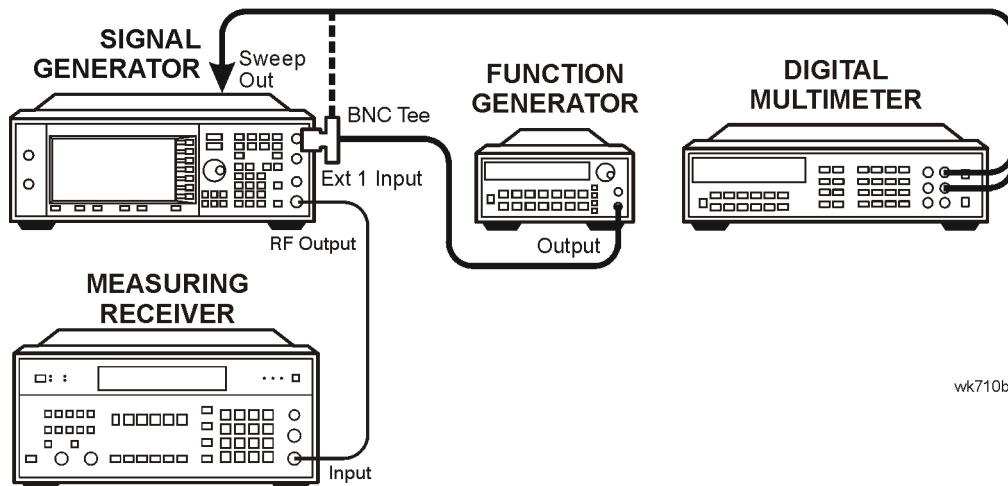 SIGNAL
GENERATOR
Sweep
Out
BNC Tee
Ext 1 Input
RF Output
FUNCTION
GENERATOR
Output
DIGITAL
MULTIMETER
MEASURING
RECEIVER
Input
wk710b